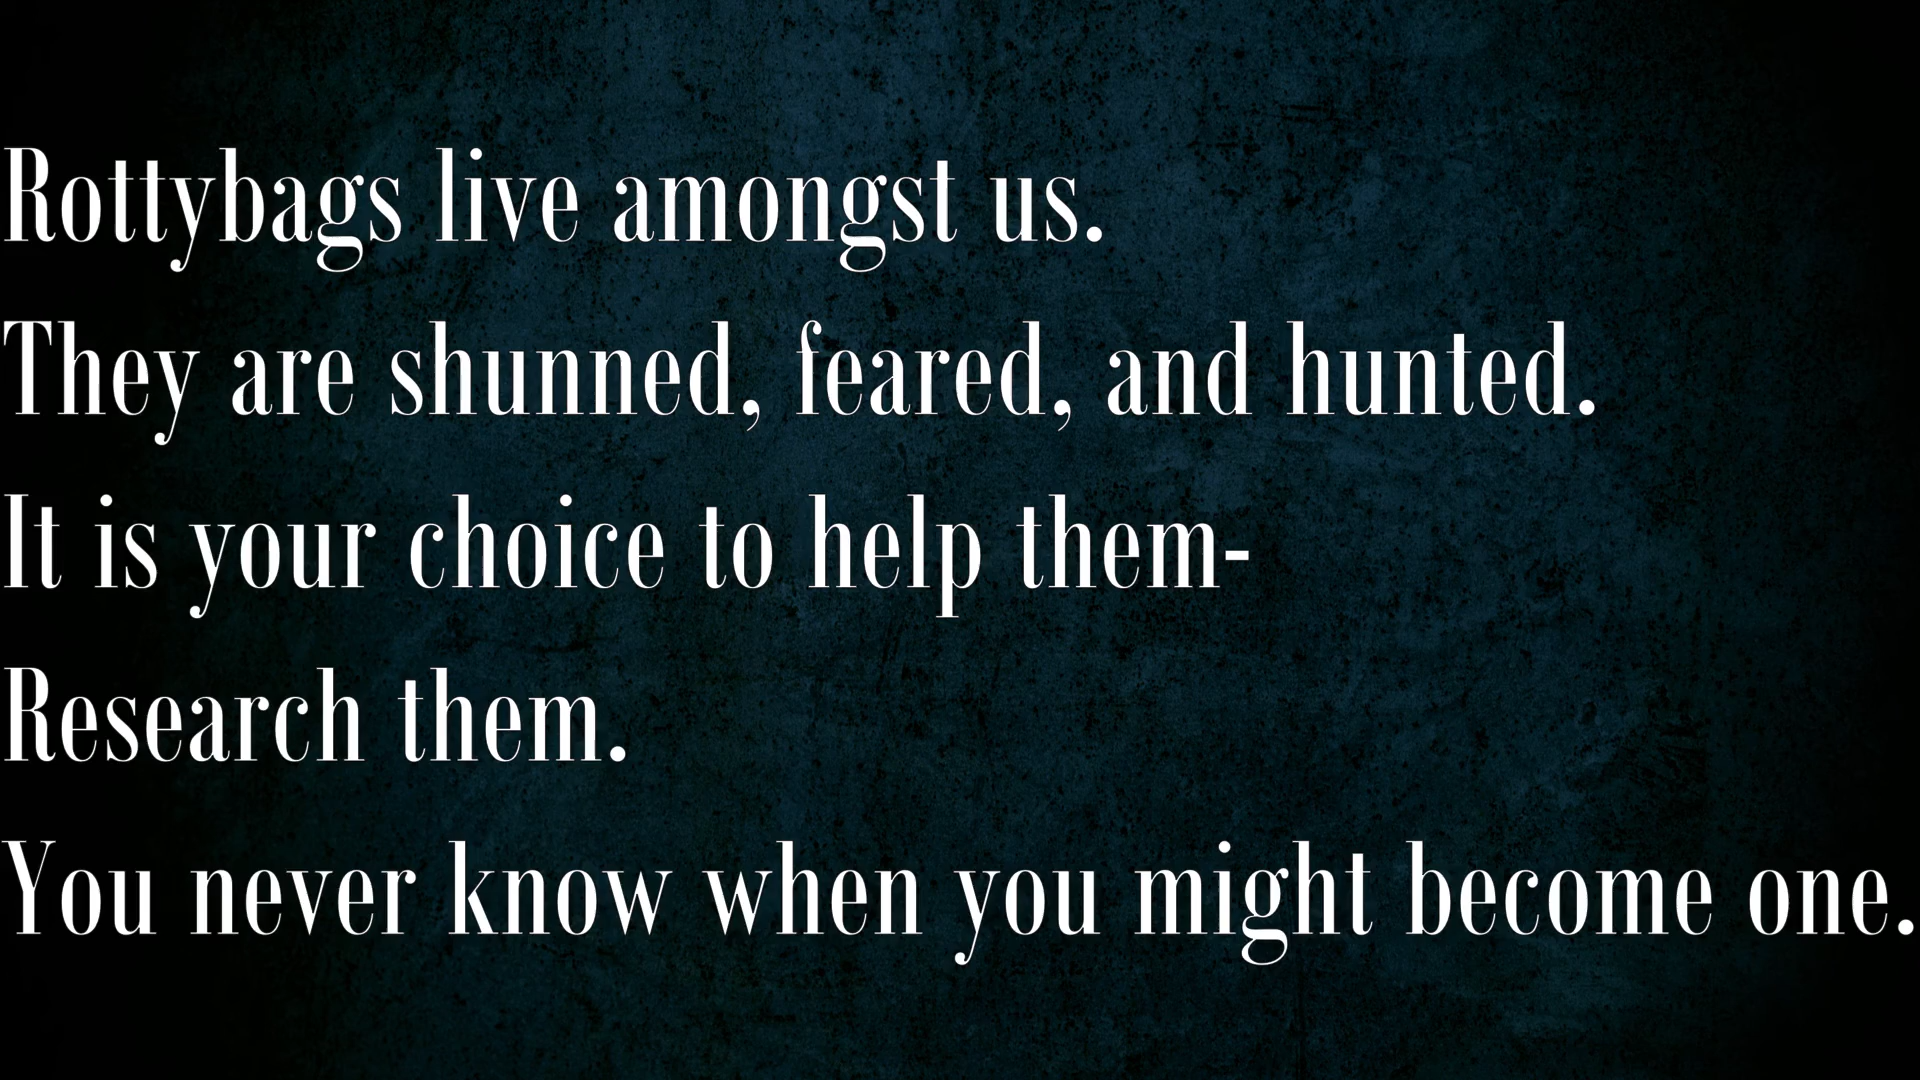 Rottybags live amongst us.
They are shunned, feared, and hunted.
It is your choice to help them-
Research them.
You never know when you might become one.